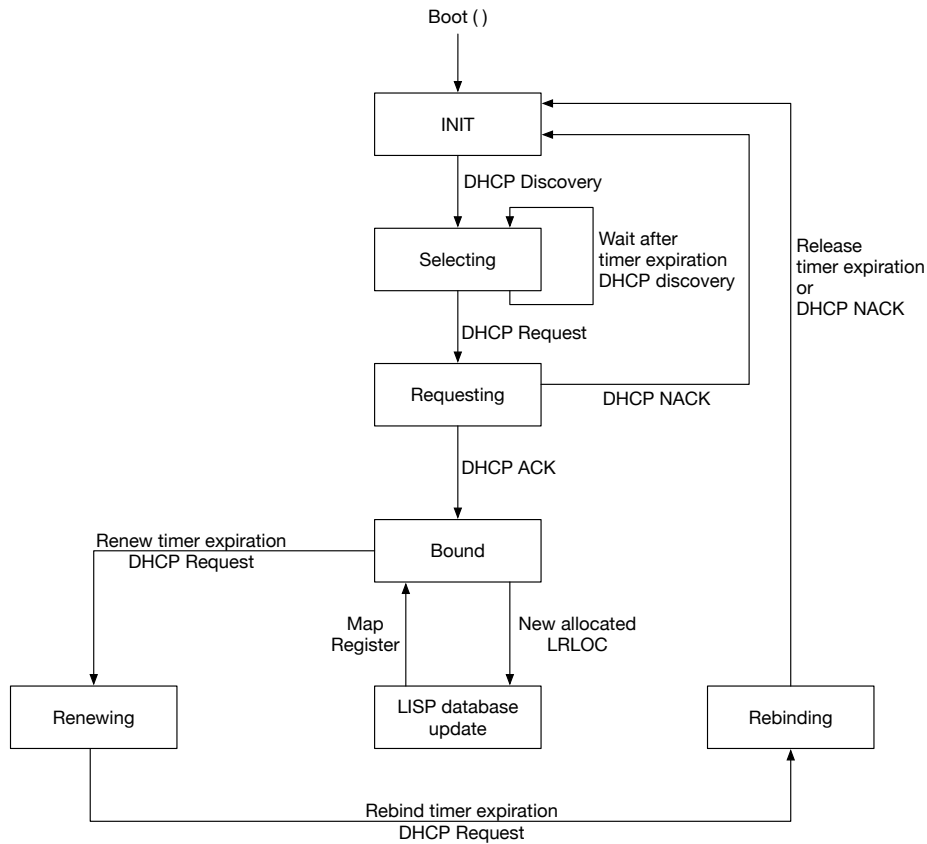 Boot ( )
INIT
DHCP Discovery
Selecting
Wait after
timer expiration
DHCP discovery
Release
timer expiration
or
DHCP NACK
DHCP Request
Requesting
DHCP NACK
DHCP ACK
Renew timer expiration
DHCP Request
Bound
Map
Register
New allocated
LRLOC
Renewing
LISP database
update
Rebinding
Rebind timer expiration
DHCP Request